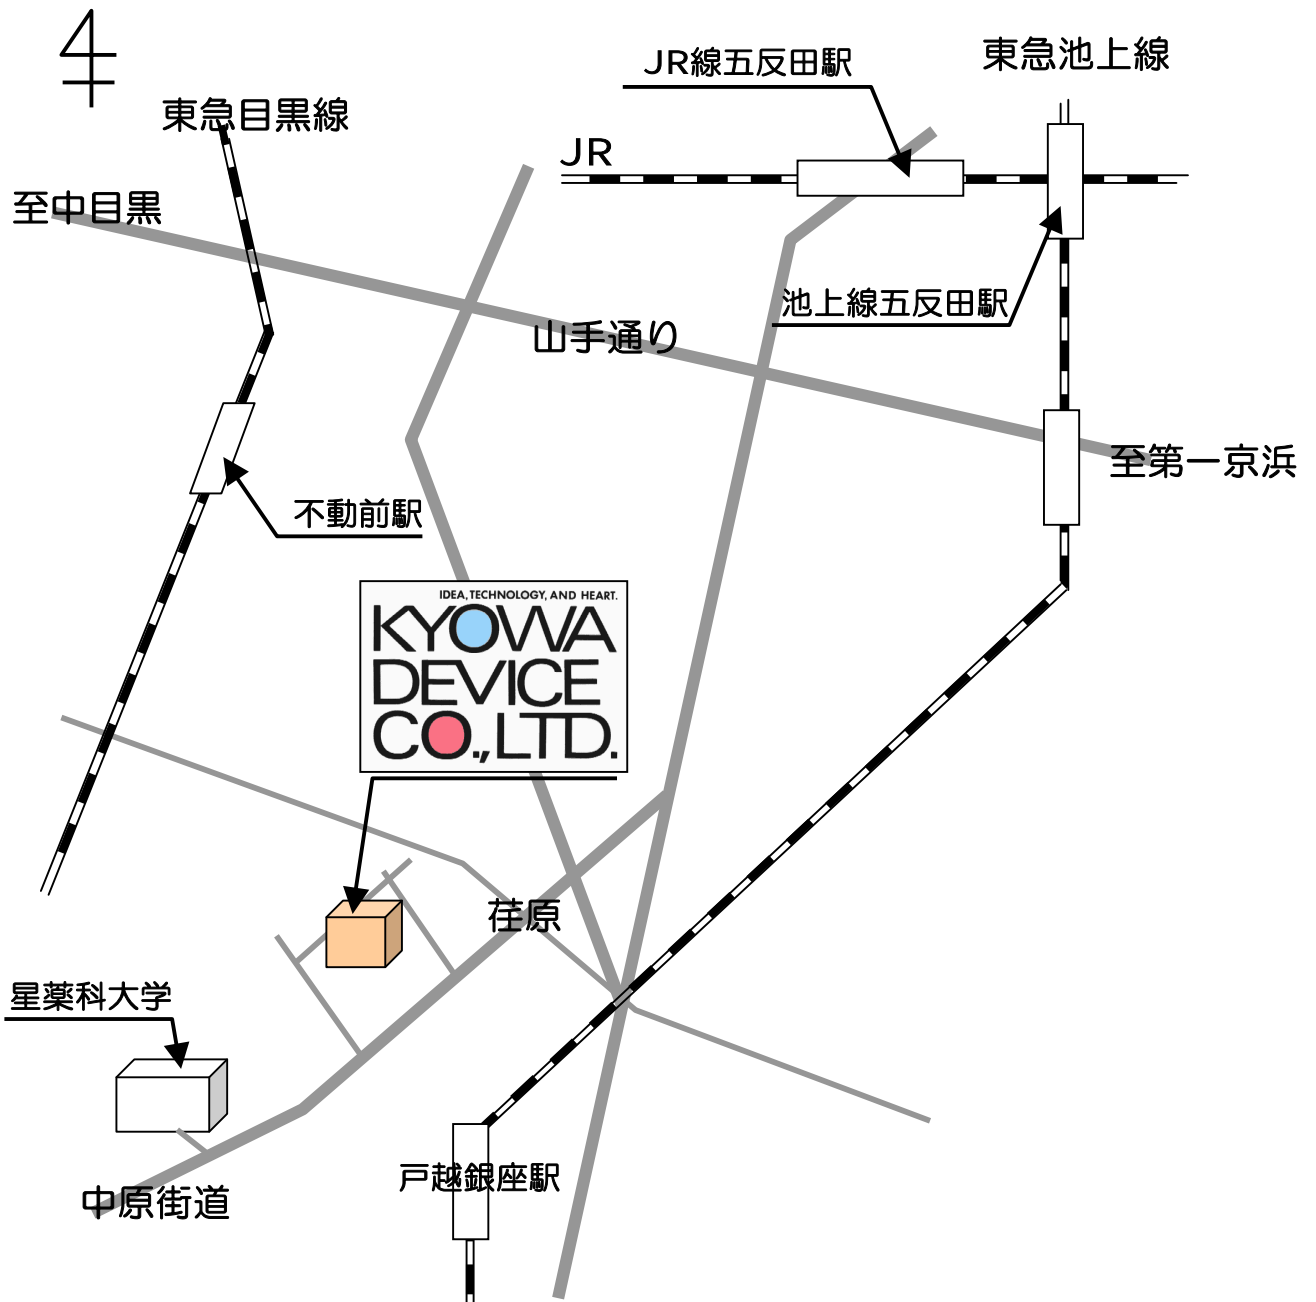 東急池上線
JR線五反田駅
東急目黒線
JR
至中目黒
池上線五反田駅
山手通り
至第一京浜
不動前駅
IDEA, TECHNOLOGY, AND HEART.
KYOWA
DEVICE
CO.,LTD.
荏原
星薬科大学
戸越銀座駅
中原街道